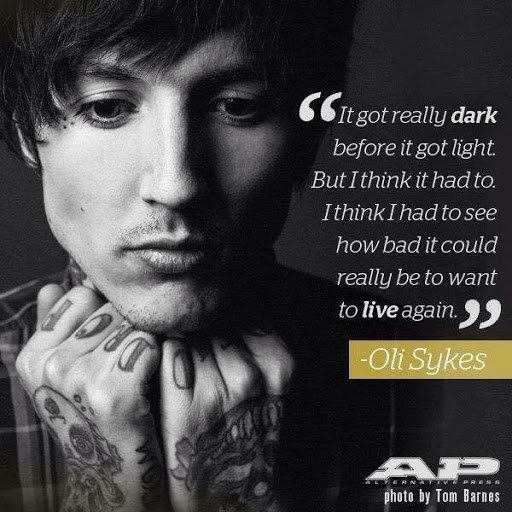 “It got really dark
before it got light.
But I think it had to.
I think I had to see
how bad it could
really be to want
to live again.”
-Oli Sykes
AP
ALTERNATIVE PRESS
photo by Tom Barnes